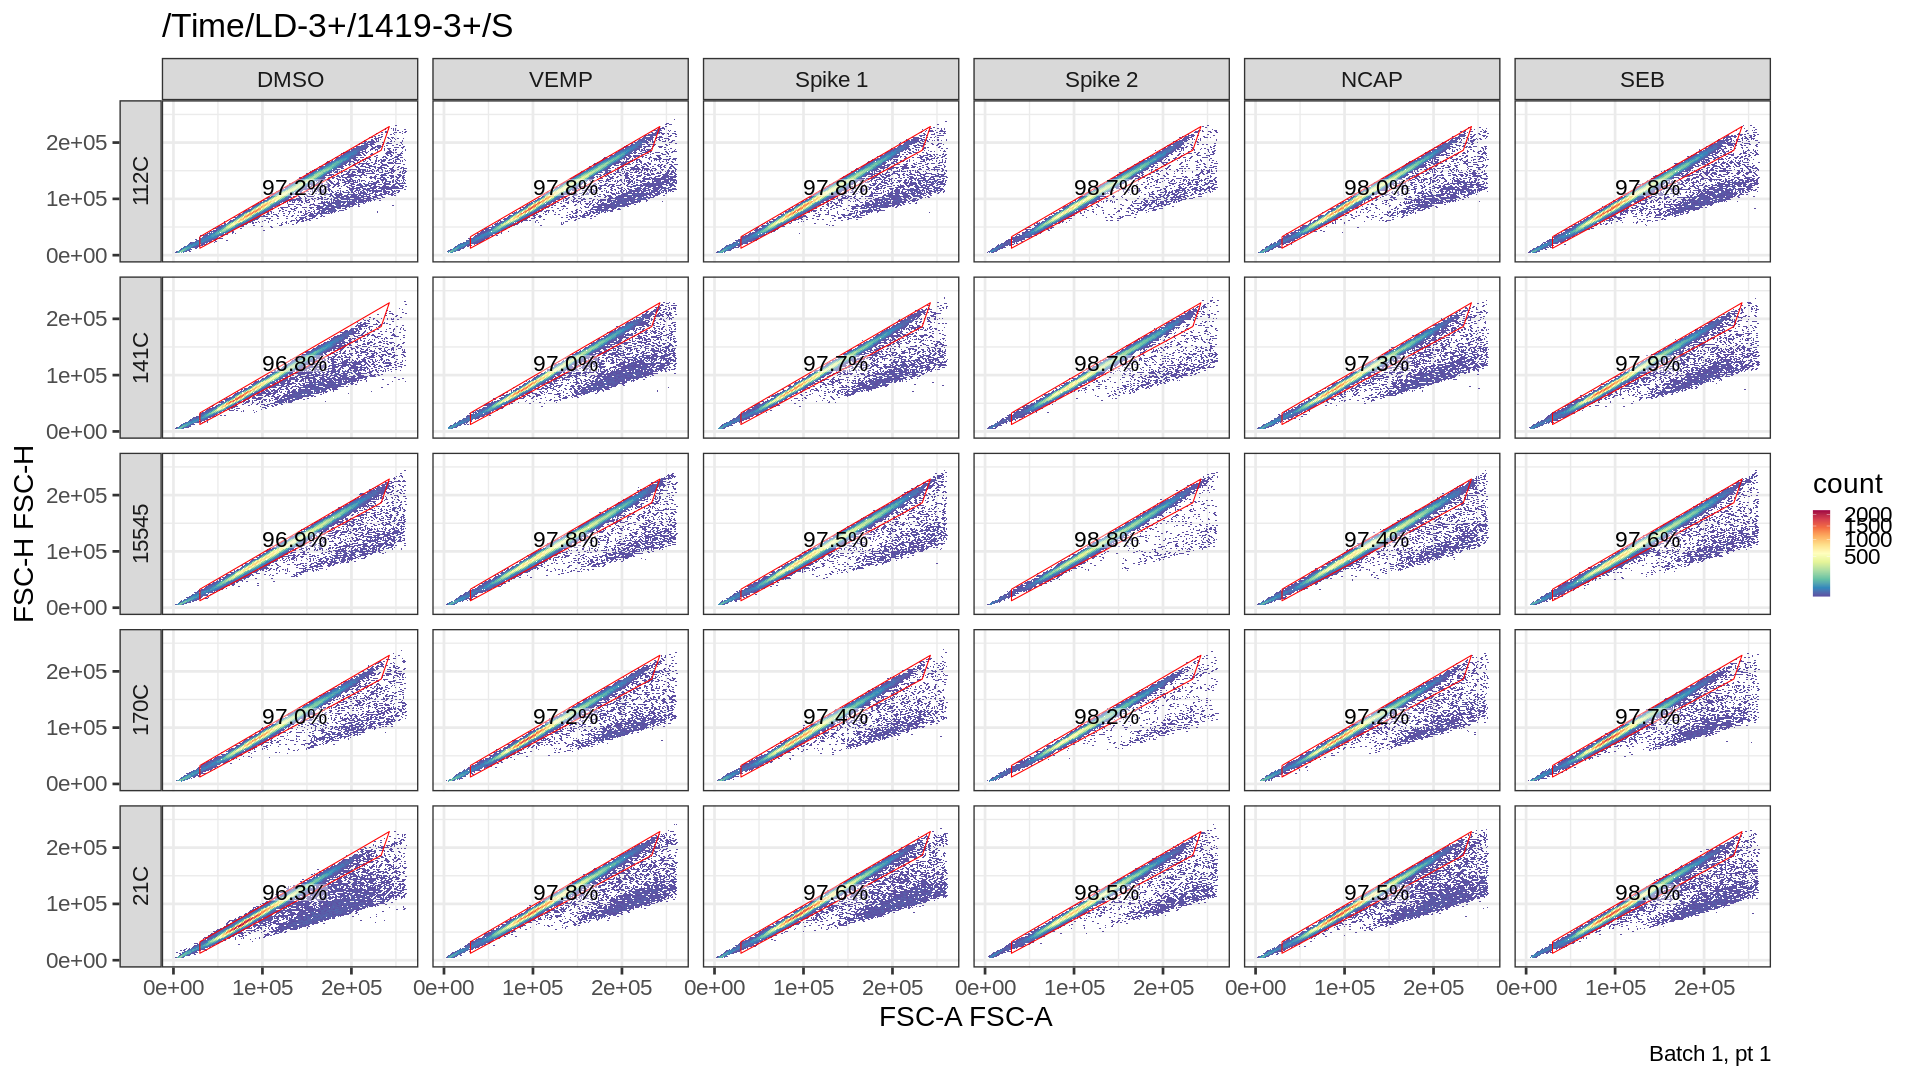 /Time/LD-3+/1419-3+/S
DMSO VEMP Spike 1 Spike 2 NCAP SEB
112C
2e+05
1e+05
0e+00
97.2% 97.8% 97.8% 98.7% 98.0% 97.8%
141C
2e+05
1e+05
0e+00
96.8% 97.0% 97.7% 98.7% 97.3% 97.9%
15545
2e+05
1e+05
0e+00
96.9% 97.8% 97.5% 98.8% 97.4% 97.6%
170C
2e+05
1e+05
0e+00
97.0% 97.2% 97.4% 98.2% 97.2% 97.7%
21C
2e+05
1e+05
0e+00
96.3% 97.8% 97.6% 98.5% 97.5% 98.0%
0e+00 1e+05 2e+05 0e+00 1e+05 2e+05 0e+00 1e+05 2e+05 0e+00 1e+05 2e+05 0e+00 1e+05 2e+05 0e+00 1e+05 2e+05
FSC-A FSC-A
FSC-H FSC-H
count
2000
1500
1000
500
Batch 1, pt 1